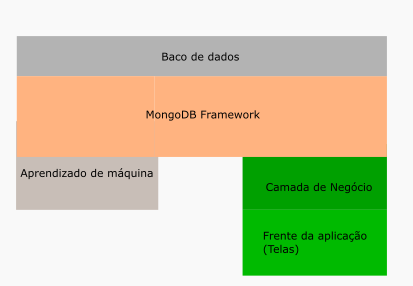 Baco de dados
MongoDB Framework
Aprendizado de máquina
Camada de Negócio
Frente da aplicação
(Telas)